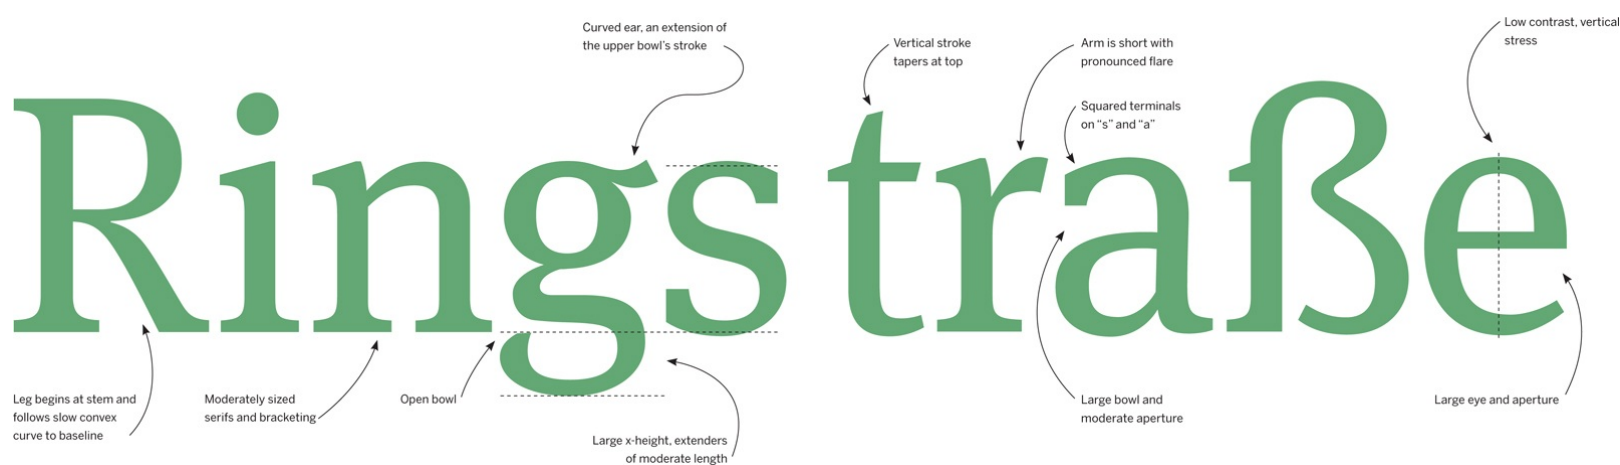 Curved ear, an extension of
the upper bowl’s stroke
Vertical stroke
tapers at top
Arm is short with
pronounced flare
Squared terminals
on “s” and “a”
Low contrast, vertical
stress
Ringstraße
Leg begins at stem and
follows slow convex
curve to baseline
Moderately sized
serifs and bracketing
Open bowl
Large x-height, extenders
of moderate length
Large bowl and
moderate aperture
Large eye and aperture